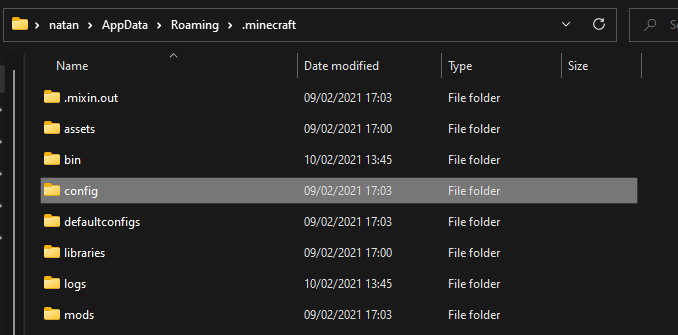 natan AppData Roaming .minecraft
Name Date modified Type Size
.mixin.out 09/02/2021 17:03 File folder
assets 09/02/2021 17:00 File folder
bin 10/02/2021 13:45 File folder
config 09/02/2021 17:03 File folder
defaultconfigs 09/02/2021 17:03 File folder
libraries 09/02/2021 17:00 File folder
logs 10/02/2021 13:45 File folder
mods 09/02/2021 17:03 File folder